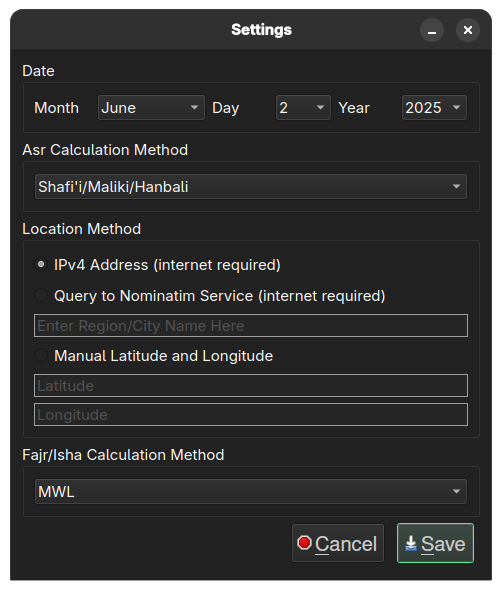 Settings
Date
Month June Day 2 Year 2025
Asr Calculation Method
Shafi'i/Maliki/Hanbali
Location Method
IPv4 Address (internet required)
Query to Nominatim Service (internet required)
Enter Region/City Name Here
Manual Latitude and Longitude
Latitude
Longitude
Fajr/Isha Calculation Method
MWL
Cancel Save